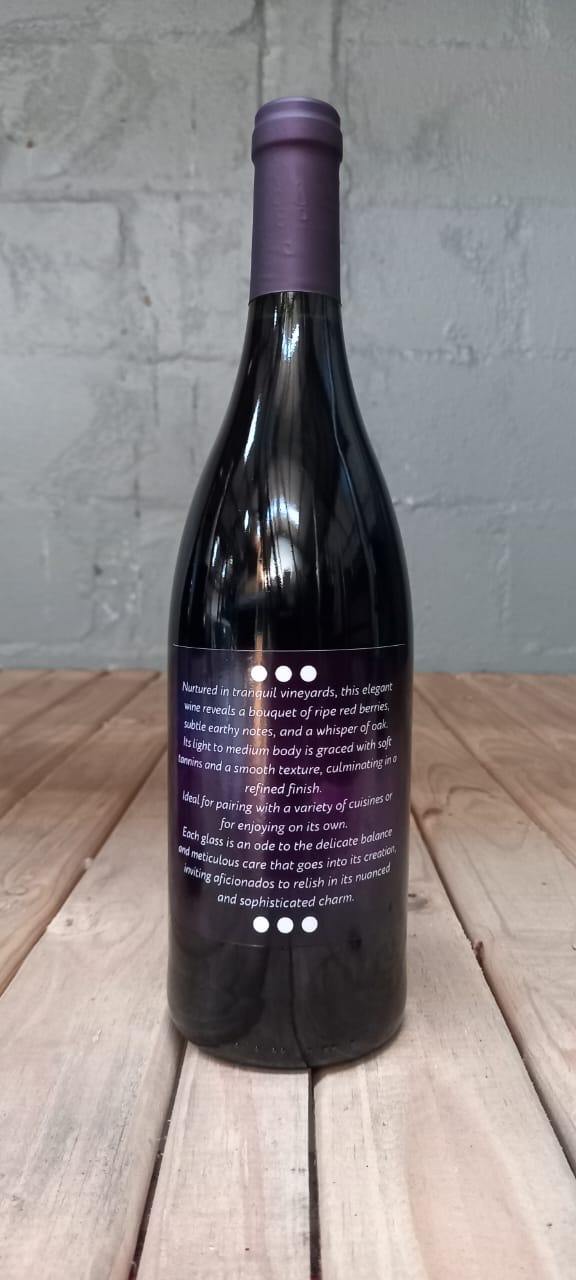 Nurtured in tranquil vineyards, this elegant
wine reveals a bouquet of ripe red berries,
subtle earthy notes, and a whisper of oak.
Its light to medium body is graced with soft
tannins and a smooth texture, culminating in a
refined finish.
Ideal for pairing with a variety of cuisines or
for enjoying on its own.
Each glass is an ode to the delicate balance
and meticulous care that goes into its creation,
inviting aficionados to relish in its nuanced
and sophisticated charm.